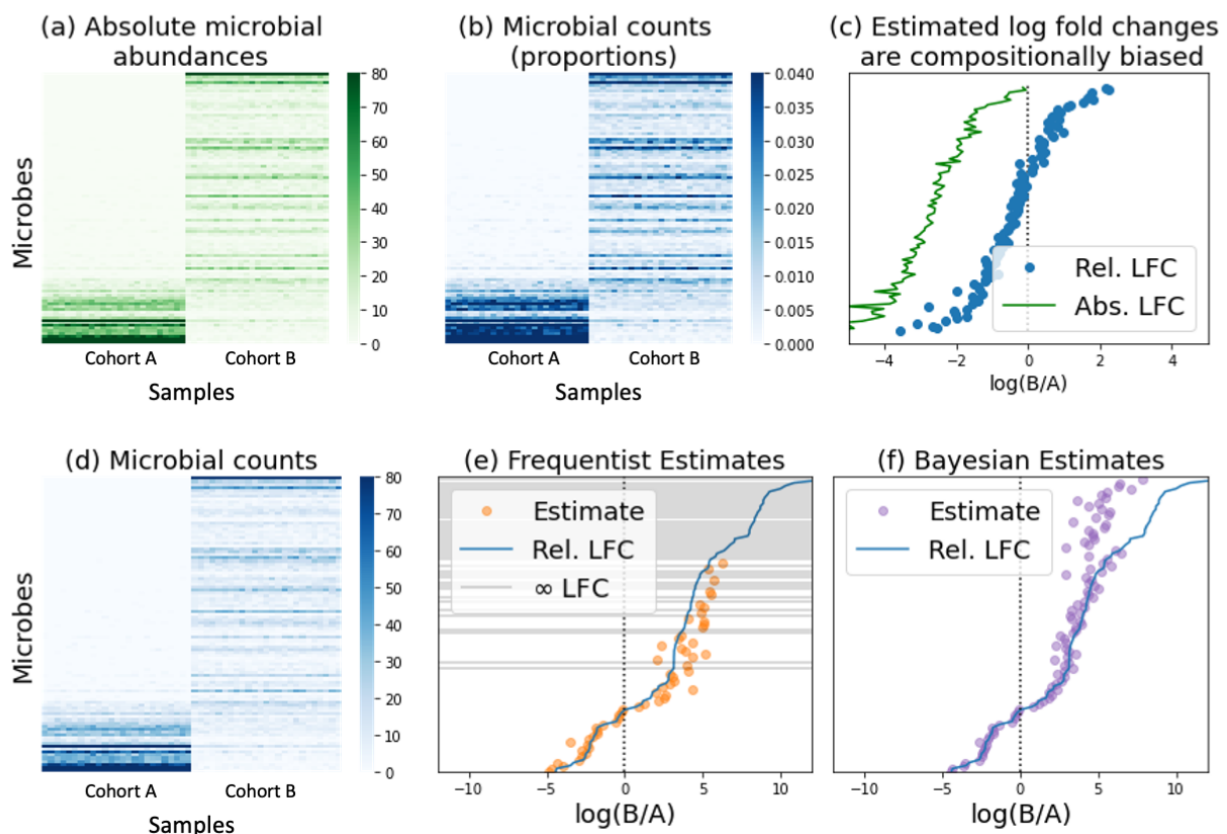 (a) Absolute microbial
abundances
Microbes
80
70
60
50
40
30
20
10
0
Cohort A
Cohort B
Samples
(b) Microbial counts
(proportions)
0.040
0.035
0.030
0.025
0.020
0.015
0.010
0.005
0.000
Cohort A
Cohort B
Samples
(c) Estimated log fold changes
are compositionally biased
Rel. LFC
Abs. LFC
−4 −2 0 2 4
log(B/A)
(d) Microbial counts
Microbes
80
70
60
50
40
30
20
10
0
Cohort A
Cohort B
Samples
(e) Frequentist Estimates
Estimate
Rel. LFC
∞ LFC
−10 −5 0 5 10
log(B/A)
(f) Bayesian Estimates
Estimate
Rel. LFC
−10 −5 0 5 10
log(B/A)